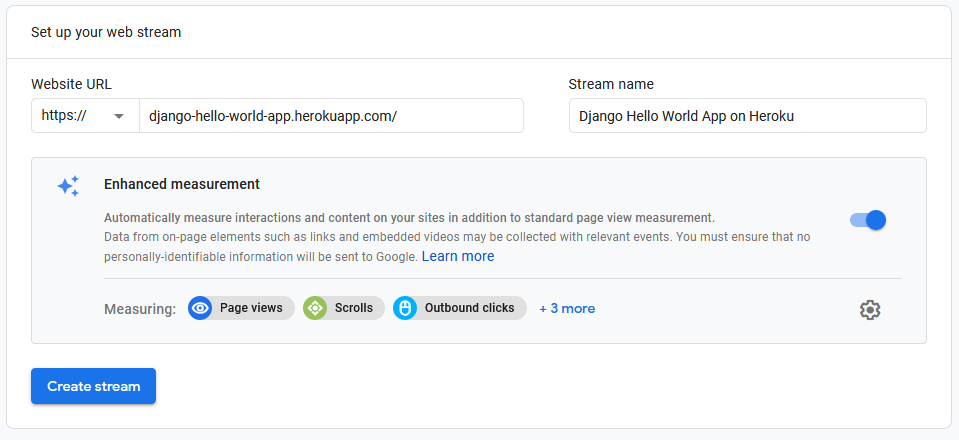 Set up your web stream
Website URL
Stream name
https://
django-hello-world-app.herokuapp.com/
Django Hello World App on Heroku
Enhanced measurement
Automatically measure interactions and content on your sites in addition to standard page view measurement.
Data from on-page elements such as links and embedded videos may be collected with relevant events. You must ensure that no
personally-identifiable information will be sent to Google. Learn more
Measuring: Page views Scrolls Outbound clicks + 3 more
Create stream